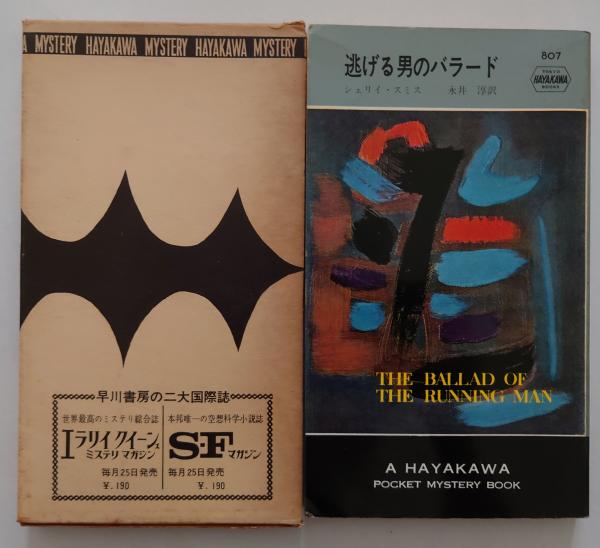 A MYSTERY HAYAKAWA MYSTERY HAYAKAWA MYSTERY
早川書房の二大国際誌
世界最高のミステリ総合誌
エラリイクイーンズ
ミステリ マガジン
毎月25日発売
¥. 190
本邦唯一の空想科学小説誌
SFマガジン
毎月25日発売
¥. 190
807
TOKYO
HAYAKAWA
BOOKS
逃げる男のバラード
シェリイ・スミス 永井 淳訳
THE BALLAD OF
THE RUNNING MAN
A HAYAKAWA
POCKET MYSTERY BOOK